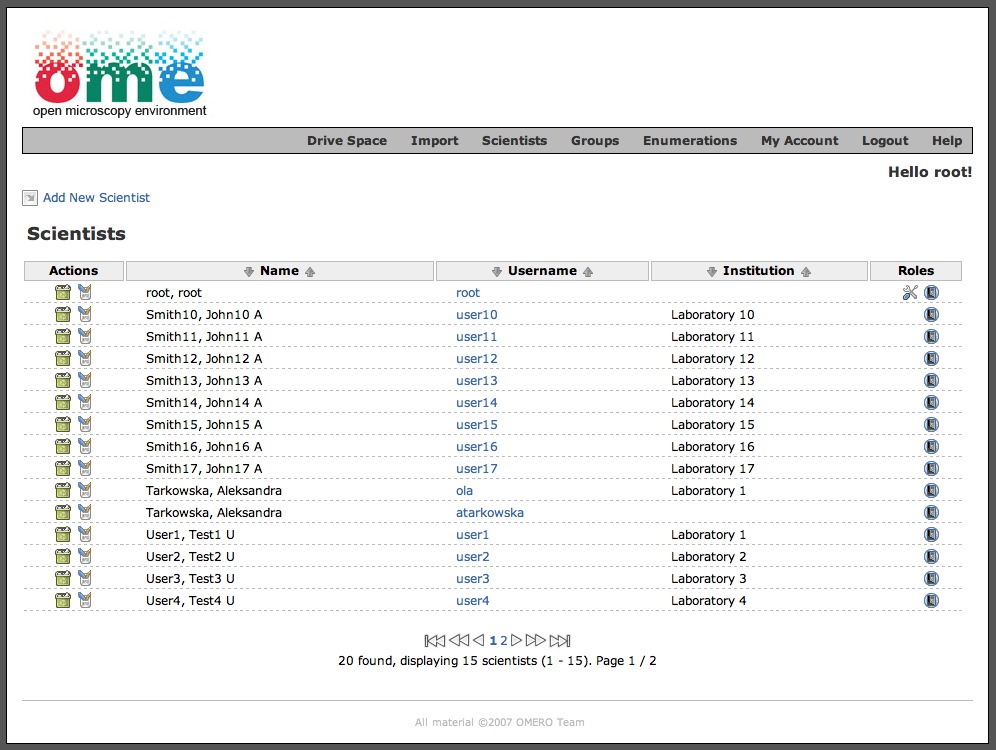 ome
open microscopy environment
Drive Space Import Scientists Groups Enumerations My Account Logout Help
Hello root!
Add New Scientist
Scientists
Actions Name Username Institution Roles
root, root root
Smith10, John10 A user10 Laboratory 10
Smith11, John11 A user11 Laboratory 11
Smith12, John12 A user12 Laboratory 12
Smith13, John13 A user13 Laboratory 13
Smith14, John14 A user14 Laboratory 14
Smith15, John15 A user15 Laboratory 15
Smith16, John16 A user16 Laboratory 16
Smith17, John17 A user17 Laboratory 17
Tarkowska, Aleksandra ola Laboratory 1
Tarkowska, Aleksandra atarkowska
User1, Test1 U user1 Laboratory 1
User2, Test2 U user2 Laboratory 2
User3, Test3 U user3 Laboratory 3
User4, Test4 U user4 Laboratory 4
1 2
20 found, displaying 15 scientists (1 - 15). Page 1 / 2
All material ©2007 OMERO Team